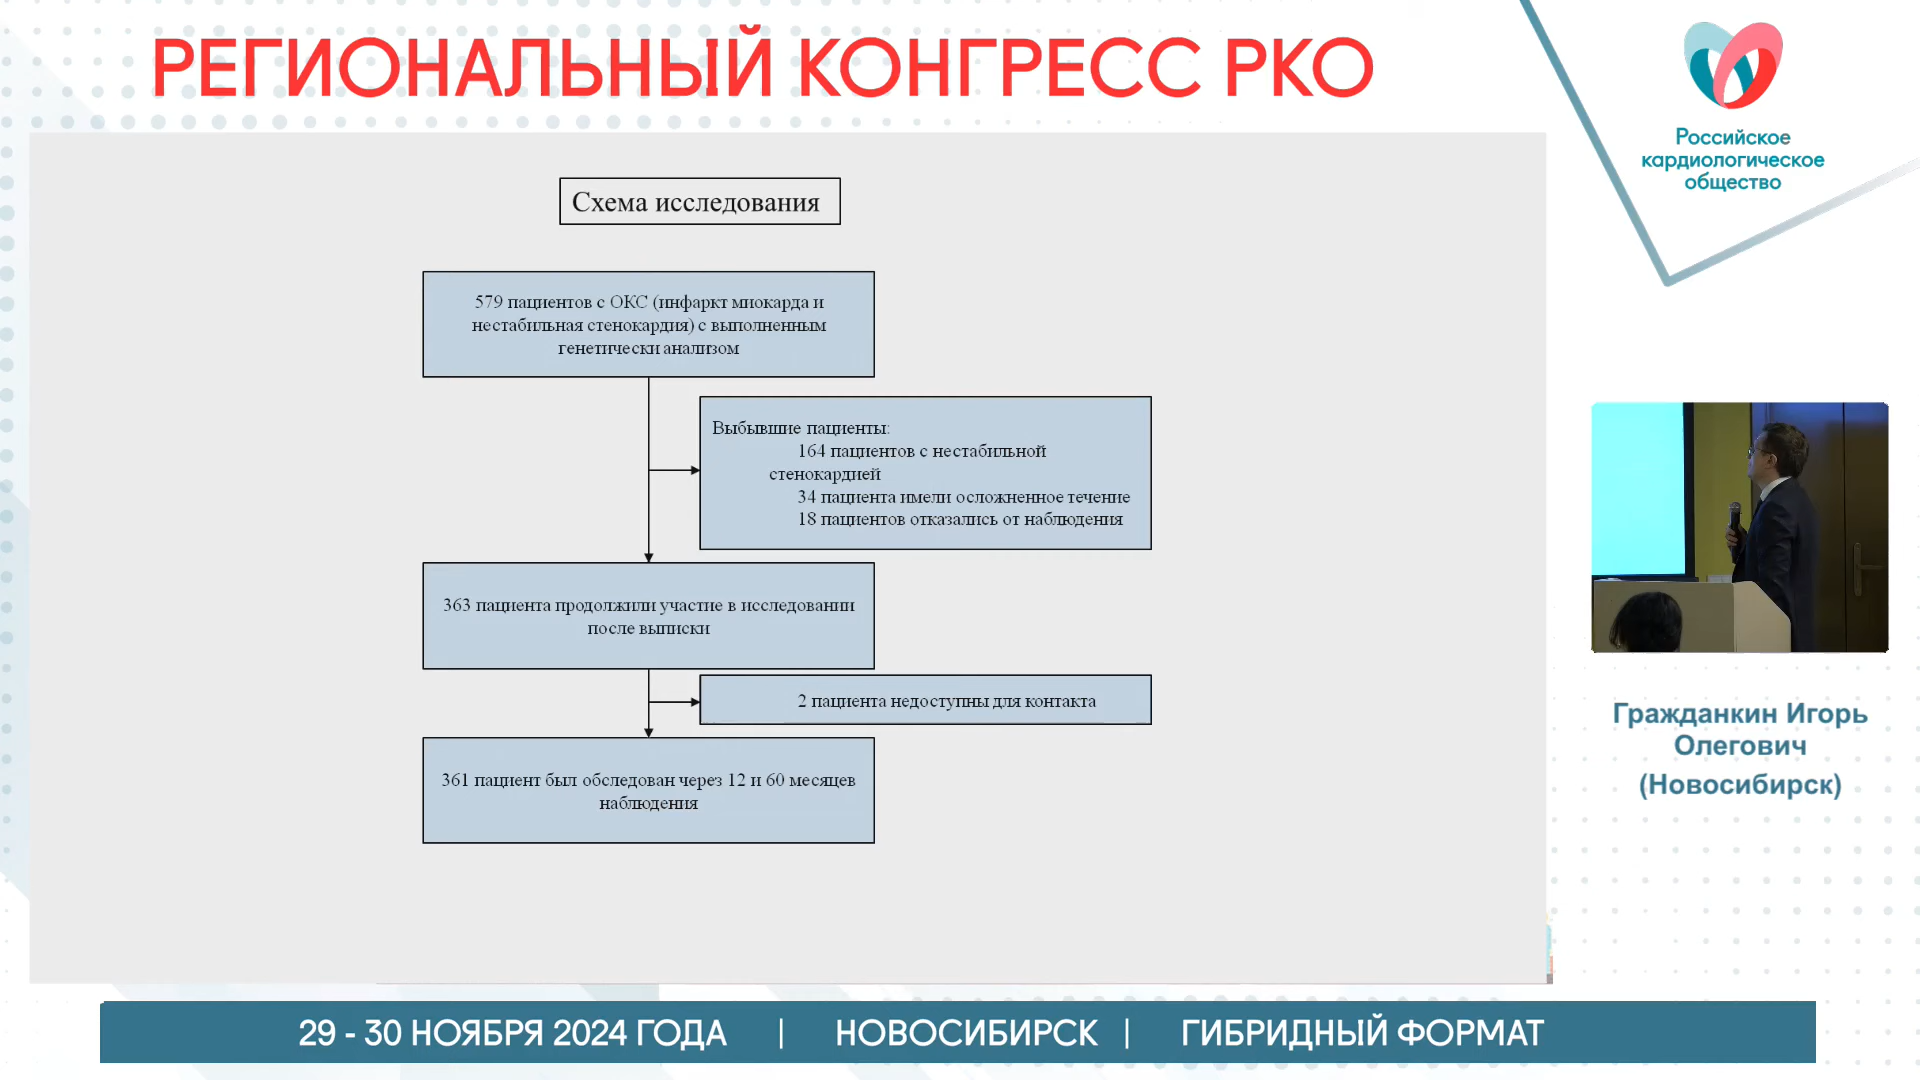 РЕГИОНАЛЬНЫЙ КОНГРЕСС РКО
Российское
кардиологическое
общество
Схема исследования
579 пациентов с ОКС (инфаркт миокарда и
нестабильная стенокардия) с выполненным
генетически анализом
Выбывшие пациенты:
164 пациентов с нестабильной
стенокардией
34 пациента имели осложненное течение
18 пациентов отказались от наблюдения
363 пациента продолжили участие в исследовании
после выписки
2 пациента недоступны для контакта
361 пациент был обследован через 12 и 60 месяцев
наблюдения
Гражданкин Игорь
Олегович
(Новосибирск)
29 - 30 НОЯБРЯ 2024 ГОДА | НОВОСИБИРСК | ГИБРИДНЫЙ ФОРМАТ